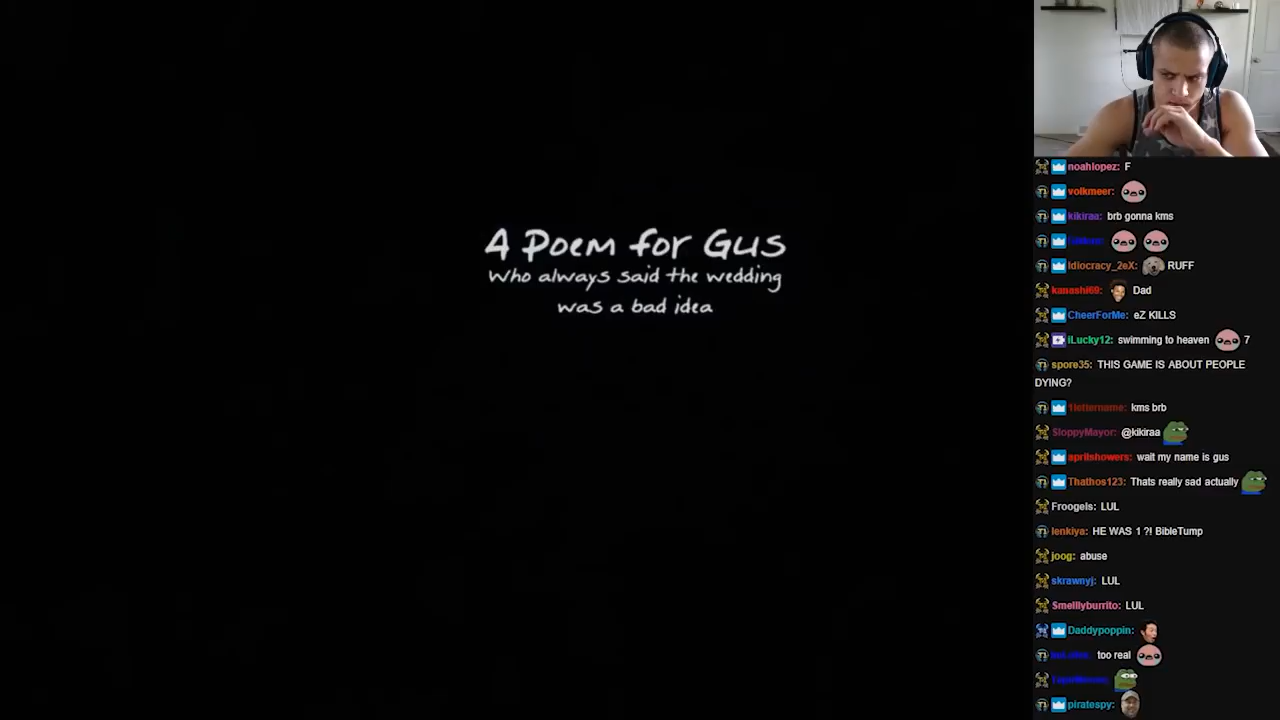 A Poem for Gus
Who always said the wedding
was a bad idea
noahlopez: F
volkmeer:
kikiraa: brb gonna kms
Idiocracy_2eX: RUFF
kanashi69: Dad
CheerForMe: eZ KILLS
iLucky12: swimming to heaven 7
spore35: THIS GAME IS ABOUT PEOPLE
DYING?
1lettername: kms brb
SloppyMayor: @kikiraa
aprilshowers: wait my name is gus
Thathos123: Thats really sad actually
Froogels: LUL
lenkiya: HE WAS 1 ?! BibleTump
joog: abuse
skrawnyj: LUL
Smelllyburrito: LUL
Daddypoppin:
too real
piratespy: